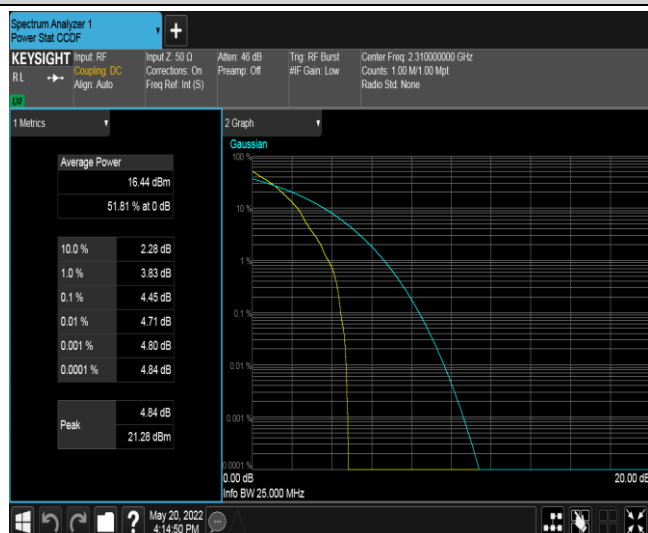 Spectrum Analyzer 1
Power Stat CCDF
+
KEYSIGHT
Input: RF
Input Z: 50 Ω
Atten: 46 dB
Trig: RF Burst
Center Freq: 2.310000000 GHz
RL
Coupling: DC
Corrections: On
Preamp: Off
#IF Gain: Low
Counts: 1.00 M/1.00 Mpt
Align: Auto
Freq Ref: Int (S)
Radio Std: None
1 Metrics
2 Graph
Average Power
16.44 dBm
51.81 % at 0 dB
10.0 % 2.28 dB
1.0 % 3.83 dB
0.1 % 4.45 dB
0.01 % 4.71 dB
0.001 % 4.80 dB
0.0001 % 4.84 dB
Peak
4.84 dB
21.28 dBm
Gaussian
100 %
10 %
1 %
0.1 %
0.01 %
0.001 %
0.0001 %
0.00 dB
20.00 dB
Info BW 25.000 MHz
?
May 20, 2022
4:14:50 PM